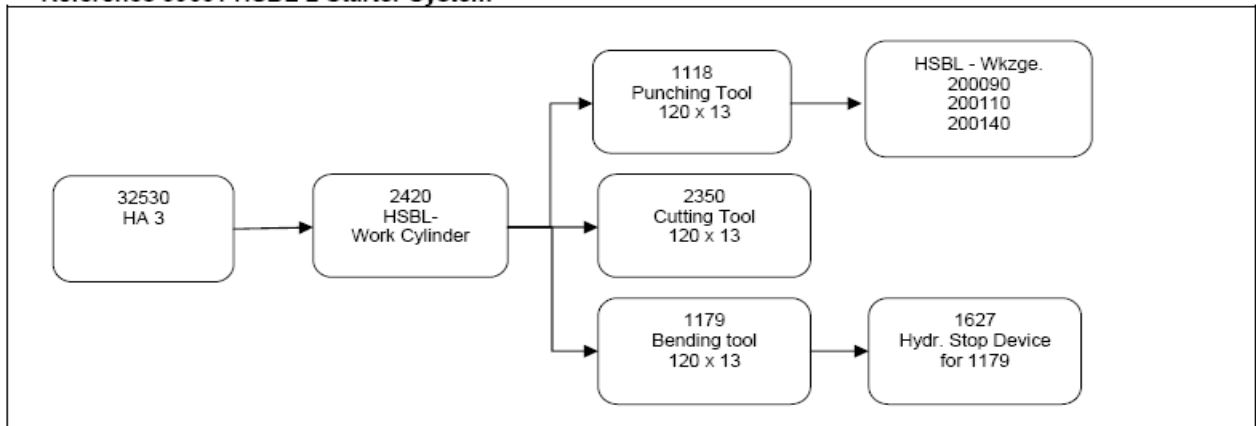 32530
HA 3
2420
HSBL-
Work Cylinder
1118
Punching Tool
120 x 13
HSBL - Wkzge.
200090
200110
200140
2350
Cutting Tool
120 x 13
1179
Bending tool
120 x 13
1627
Hydr. Stop Device
for 1179